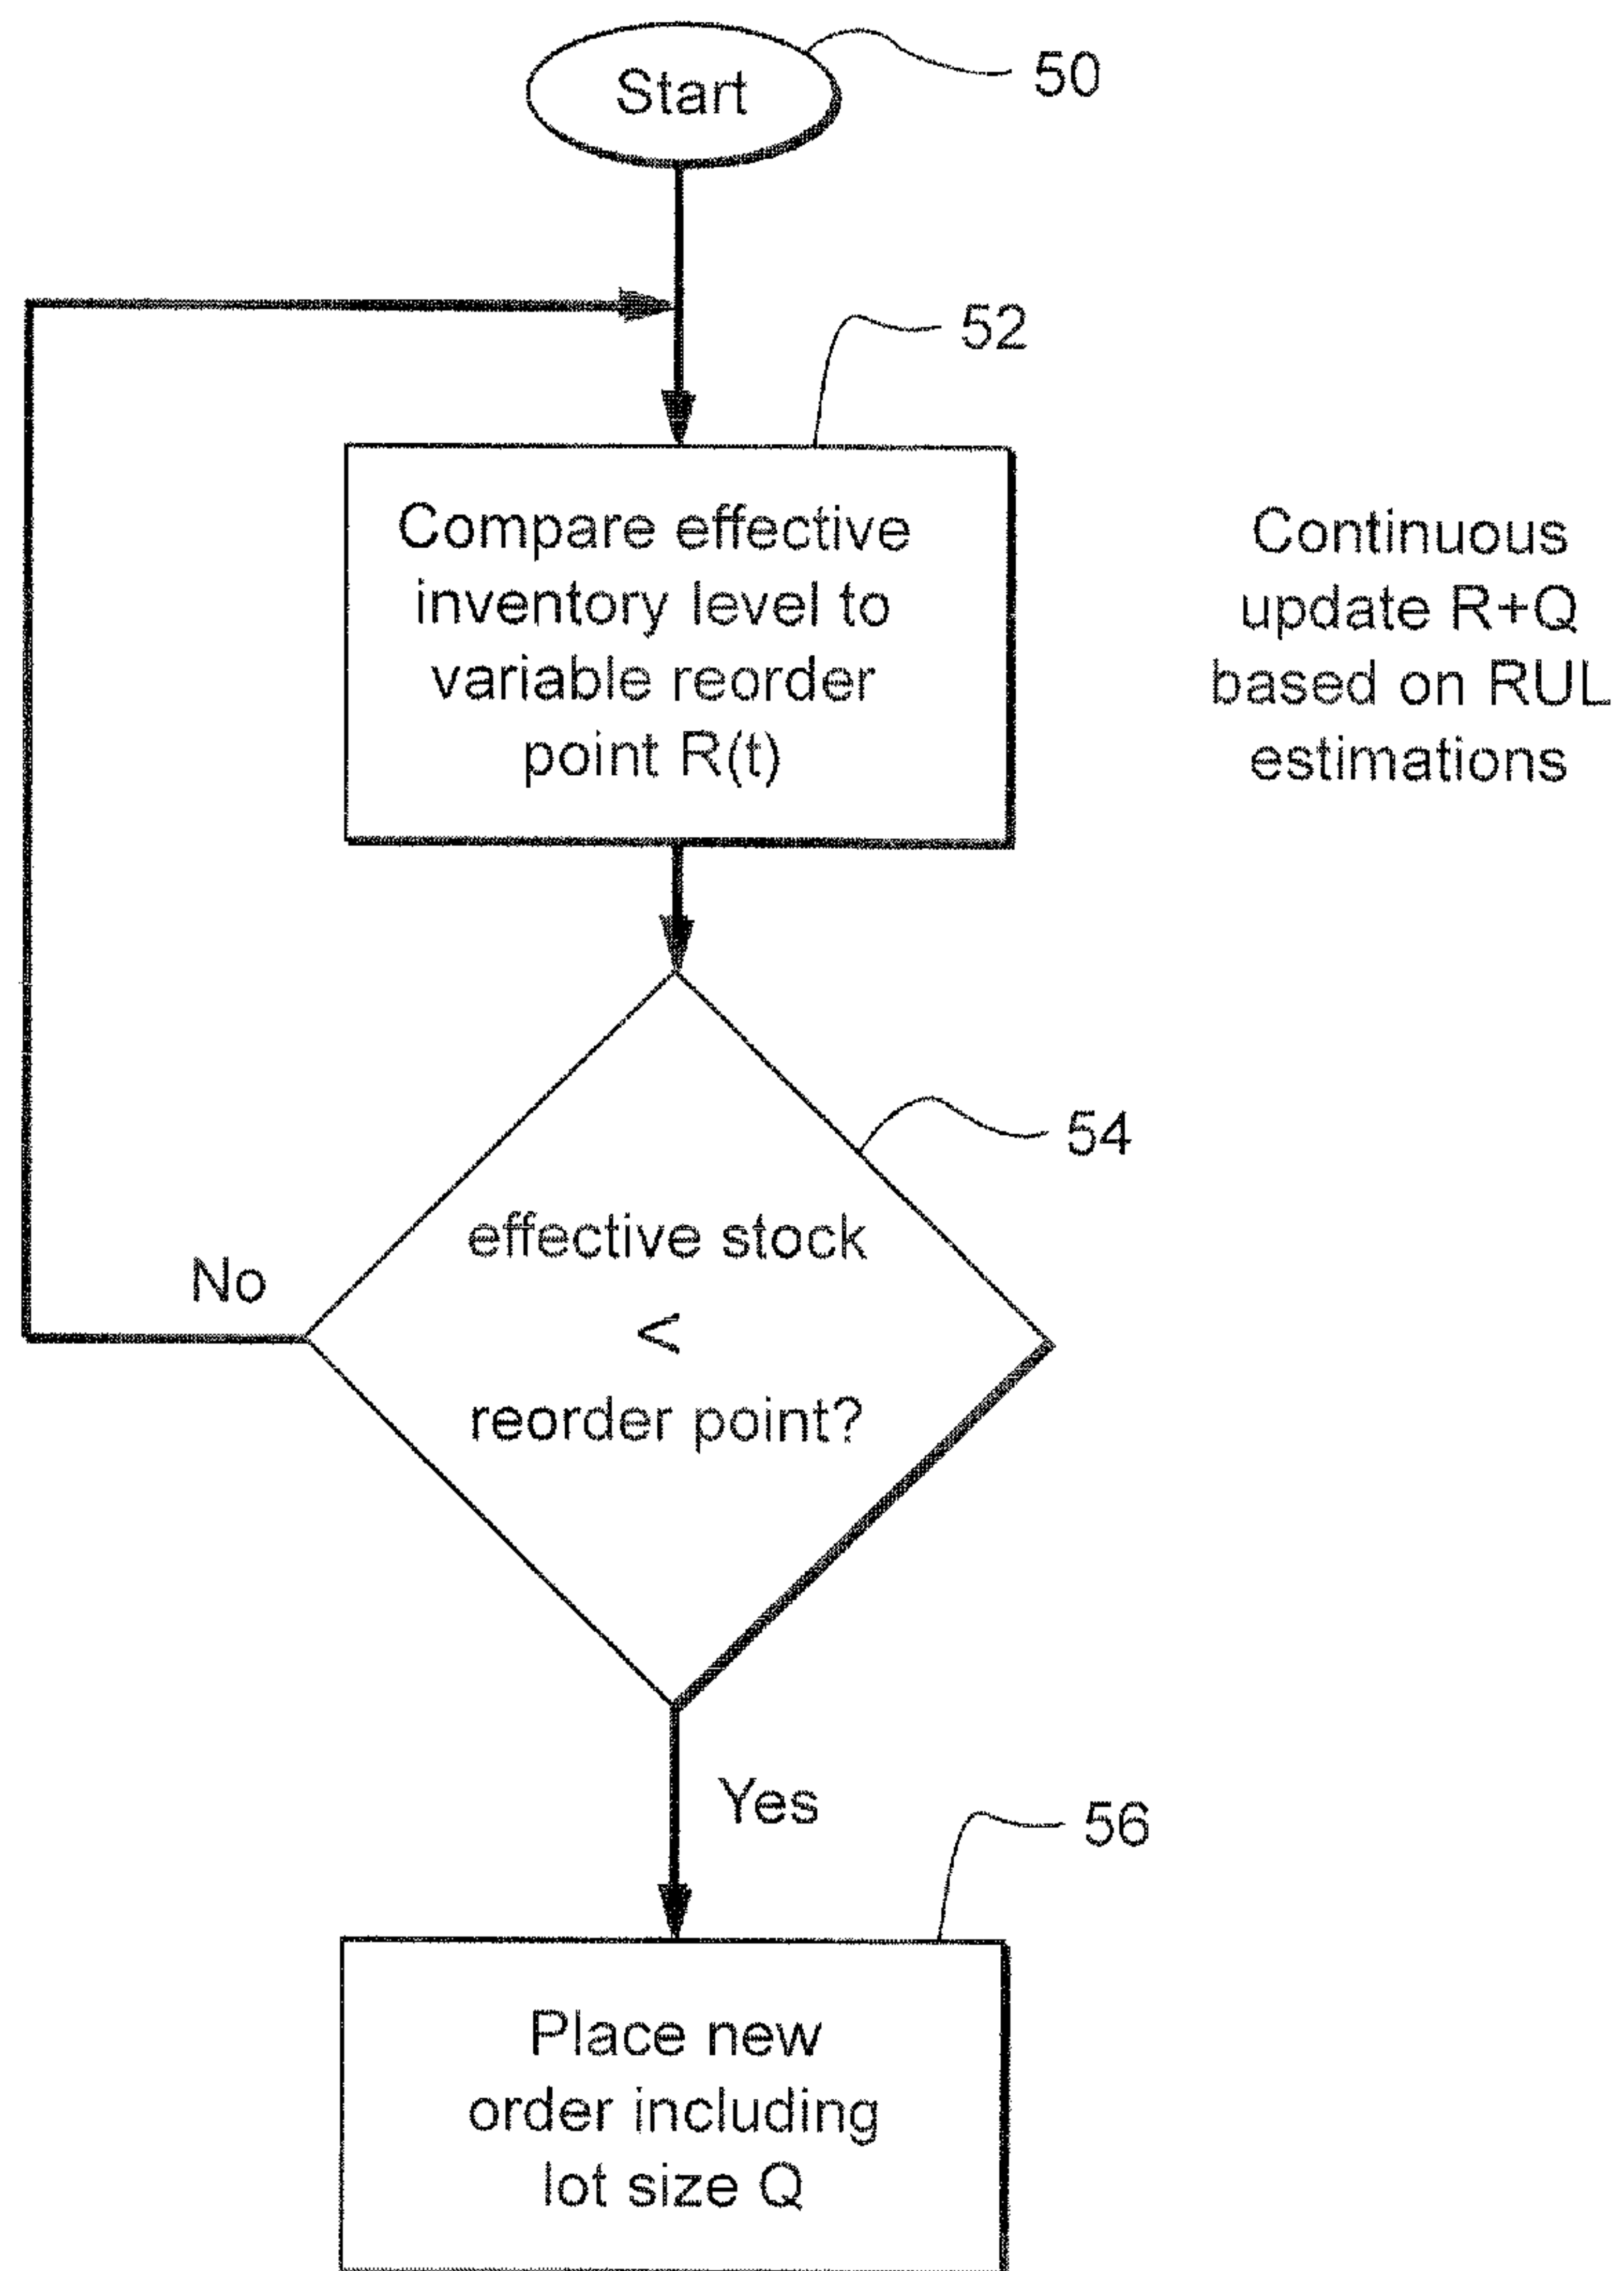 Start
50
52
Compare effective
inventory level to
variable reorder
point R(t)
Continuous
update R+Q
based on RUL
estimations
54
effective stock
<
reorder point?
No
Yes
56
Place new
order including
lot size Q